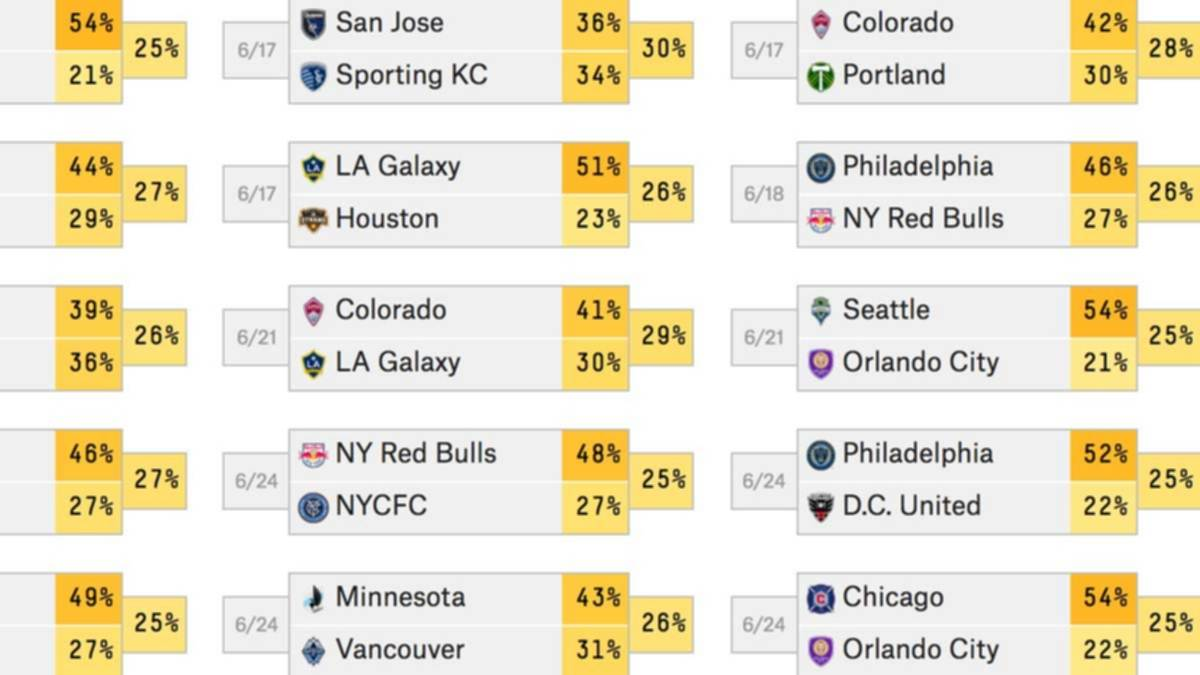 54%
25%
21%
6/17
San Jose 36%
30%
Sporting KC 34%
6/17
Colorado 42%
28%
Portland 30%
44%
27%
29%
6/17
LA Galaxy 51%
26%
Houston 23%
6/18
Philadelphia 46%
26%
NY Red Bulls 27%
39%
26%
36%
6/21
Colorado 41%
29%
LA Galaxy 30%
6/21
Seattle 54%
25%
Orlando City 21%
46%
27%
27%
6/24
NY Red Bulls 48%
25%
NYCFC 27%
6/24
Philadelphia 52%
25%
D.C. United 22%
49%
25%
27%
6/24
Minnesota 43%
26%
Vancouver 31%
6/24
Chicago 54%
25%
Orlando City 22%